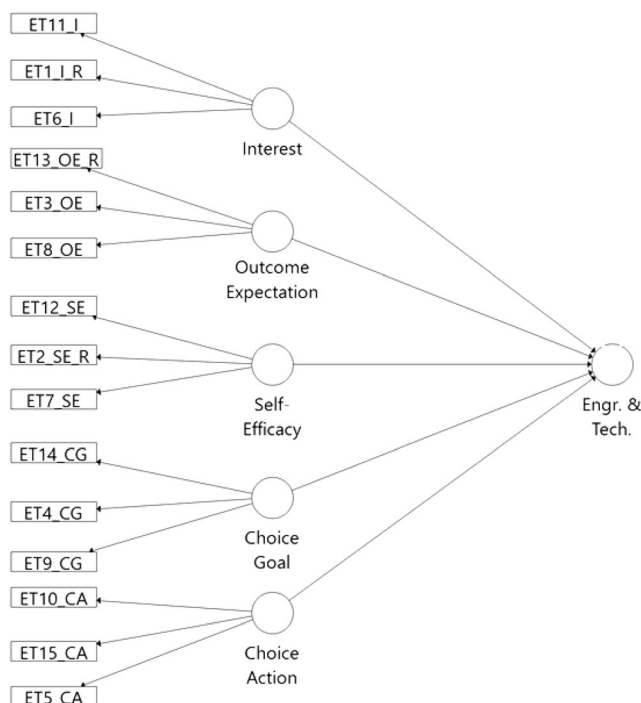 ET11_I
ET1_I_R
ET6_I
Interest
ET13_OE_R
ET3_OE
ET8_OE
Outcome
Expectation
ET12_SE
ET2_SE_R
ET7_SE
Self-
Efficacy
Engr. &
Tech.
ET14_CG
ET4_CG
ET9_CG
Choice
Goal
ET10_CA
ET15_CA
ET5_CA
Choice
Action